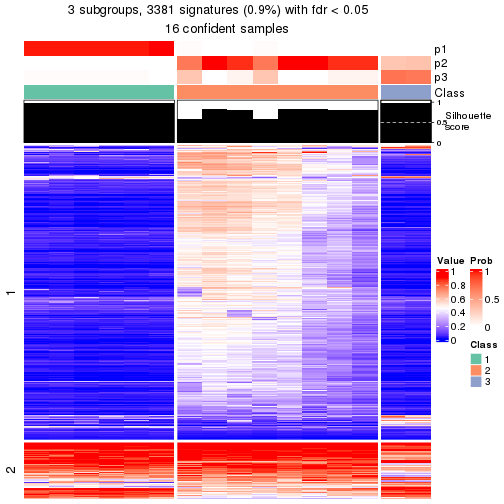 3 subgroups, 3381 signatures (0.9%) with fdr < 0.05
16 confident samples
p1
p2
p3
Class
1
0.5
0
Silhouette
score
1
2
Value
1
0.8
0.6
0.4
0.2
0
Prob
1
0.5
0
Class
1
2
3